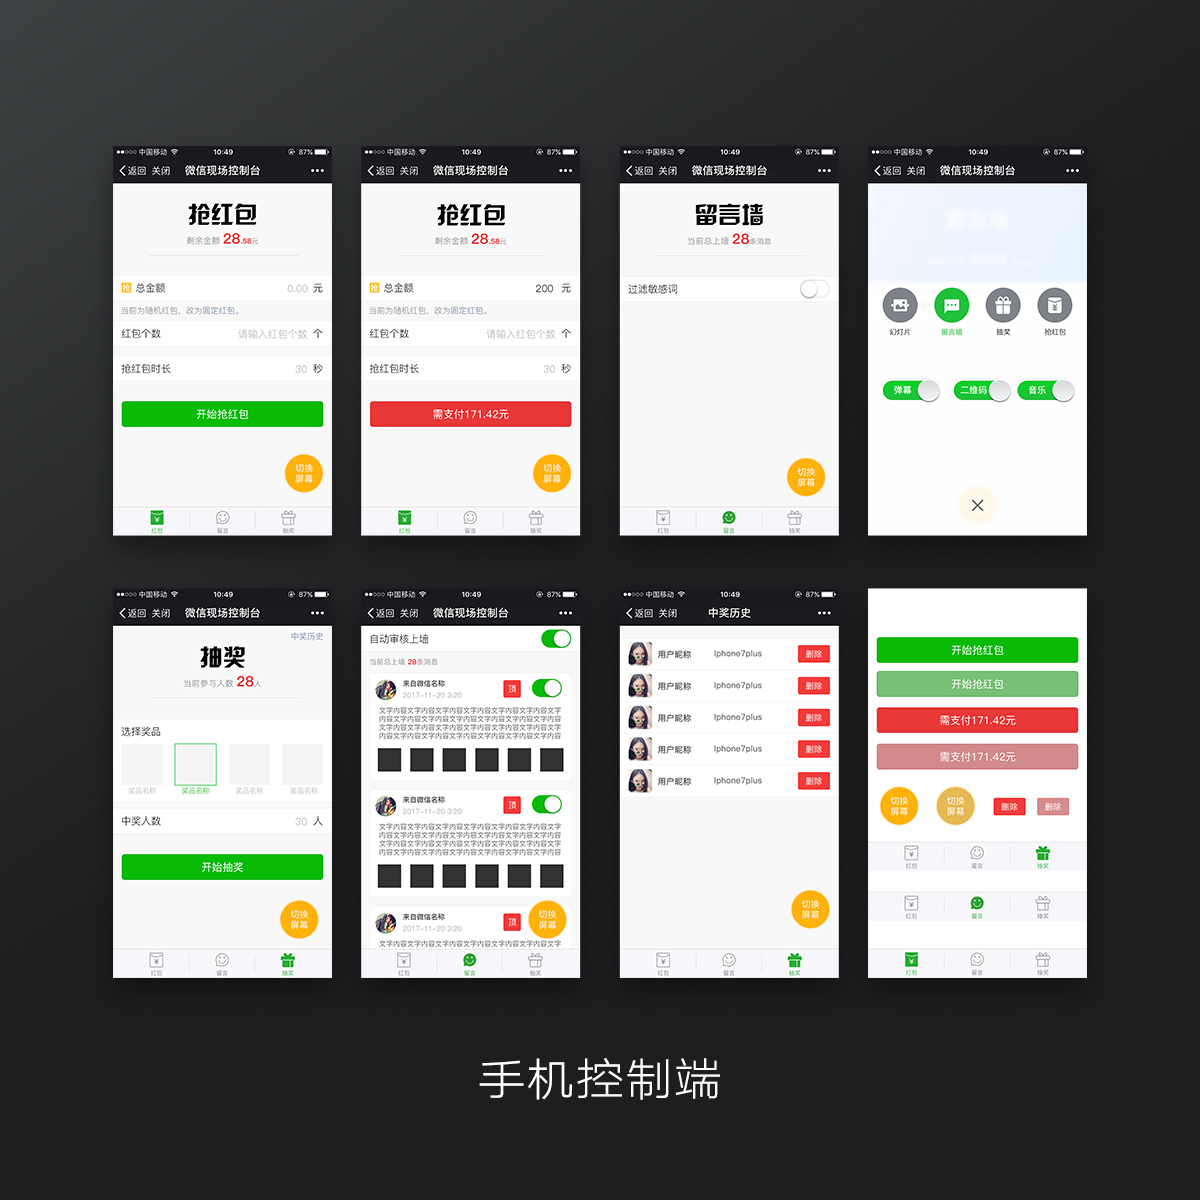 中国移动 10:49 87%
返回 关闭 微信现场控制台
抢红包
剩余金额 28.58元
抢 总金额 0.00 元
当前为随机红包，改为固定红包。
红包个数 请输入红包个数 个
抢红包时长 30 秒
开始抢红包
切换
屏幕
红包 留言 抽奖
中国移动 10:49 87%
返回 关闭 微信现场控制台
抢红包
剩余金额 28.58元
抢 总金额 200 元
当前为随机红包，改为固定红包。
红包个数 请输入红包个数 个
抢红包时长 30 秒
需支付171.42元
切换
屏幕
红包 留言 抽奖
中国移动 10:49 87%
返回 关闭 微信现场控制台
留言墙
当前总上墙 28条消息
过滤敏感词
切换
屏幕
红包 留言 抽奖
中国移动 10:49 87%
返回 关闭 微信现场控制台
幻灯片 留言墙 抽奖 抢红包
弹幕 二维码 音乐
中国移动 10:49 87%
返回 关闭 微信现场控制台
中奖历史
抽奖
当前参与人数 28人
选择奖品
奖品名称 奖品名称 奖品名称 奖品名称
中奖人数 30 人
开始抽奖
切换
屏幕
红包 留言 抽奖
中国移动 10:49 87%
返回 关闭 微信现场控制台
自动审核上墙
当前总上墙 28条消息
来自微信名称
2017-11-20 3:20
顶
文字内容文字内容文字内容文字内容文字内容文字
内容文字内容文字内容文字内容文字内容文字内容
文字内容文字内容文字内容文字内容文字内容文字
内容文字内容文字内容文字内容文字内容文字内容
来自微信名称
2017-11-20 3:20
顶
文字内容文字内容文字内容文字内容文字内容文字
内容文字内容文字内容文字内容文字内容文字内容
文字内容文字内容文字内容文字内容文字内容文字
内容文字内容文字内容文字内容文字内容文字内容
来自微信名称
2017-11-20 3:20
顶
切换
屏幕
文字内容文字内容文字内容文字内容文字内容文字
红包 留言 抽奖
中国移动 10:49 87%
返回 关闭 中奖历史
用户昵称 Iphone7plus 删除
用户昵称 Iphone7plus 删除
用户昵称 Iphone7plus 删除
用户昵称 Iphone7plus 删除
用户昵称 Iphone7plus 删除
切换
屏幕
红包 留言 抽奖
开始抢红包
开始抢红包
需支付171.42元
需支付171.42元
切换
屏幕
切换
屏幕
删除 删除
红包 留言 抽奖
红包 留言 抽奖
红包 留言 抽奖
手机控制端